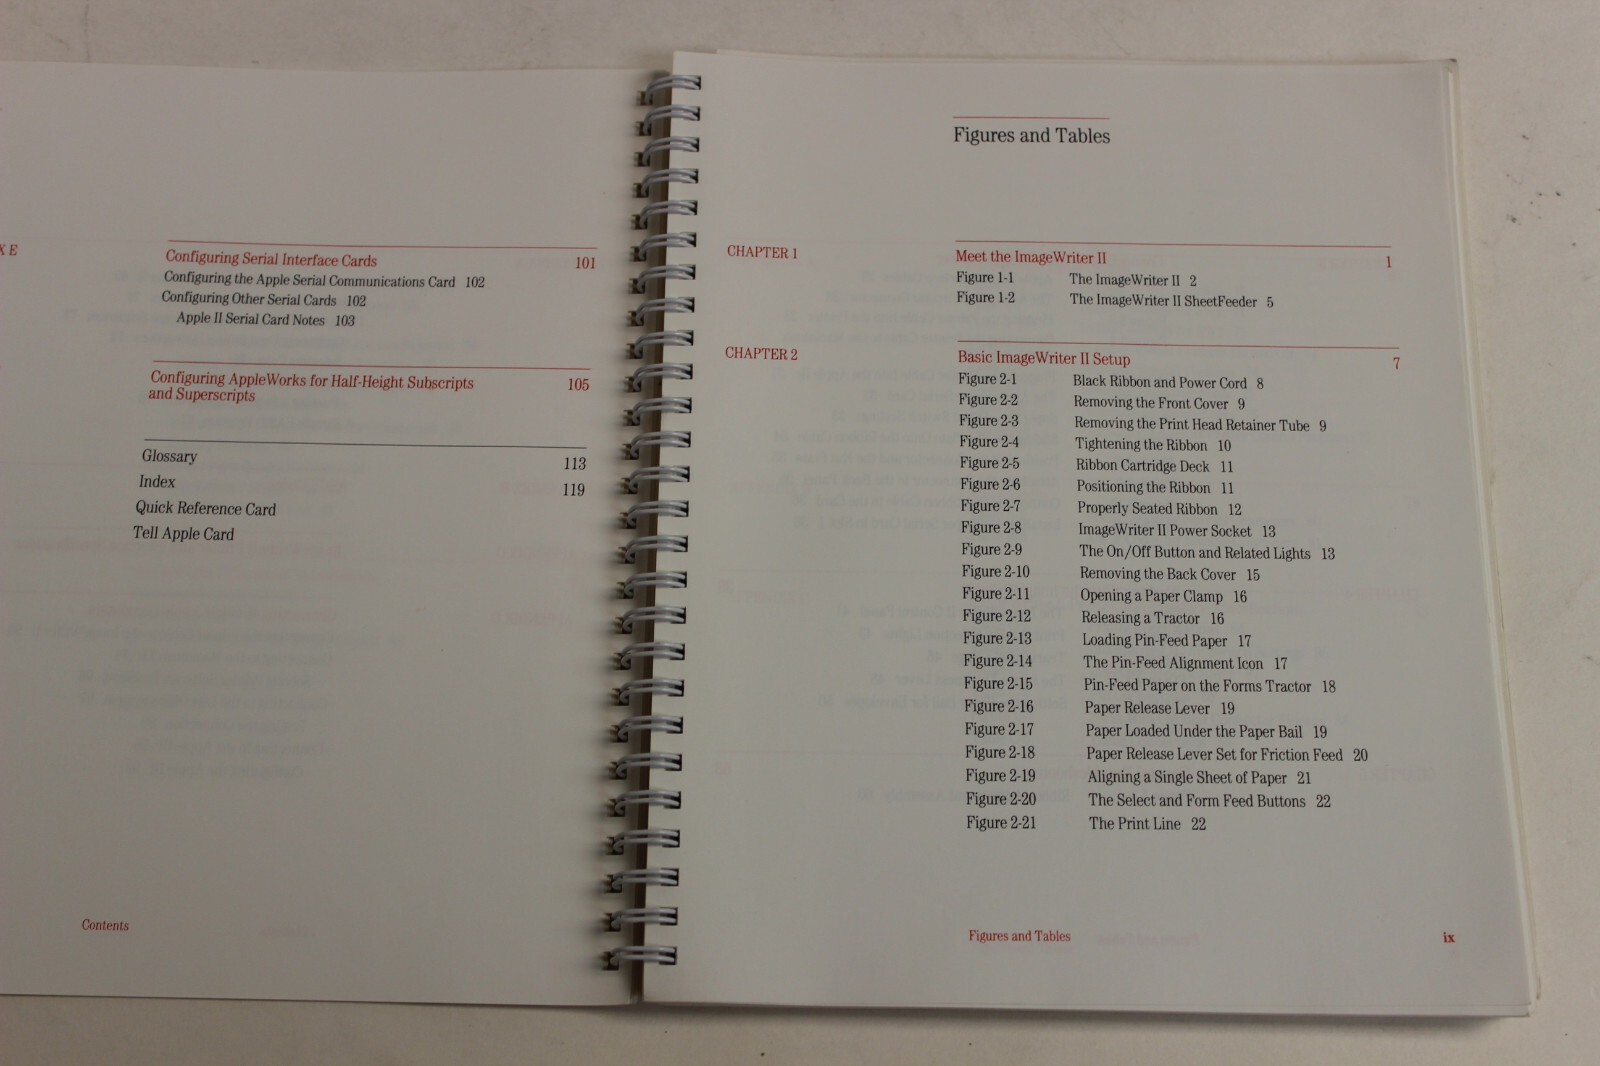 XE
Configuring Serial Interface Cards 101
Configuring the Apple Serial Communications Card 102
Configuring Other Serial Cards 102
Apple II Serial Card Notes 103
Configuring AppleWorks for Half-Height Subscripts
and Superscripts 105
Glossary 113
Index 119
Quick Reference Card
Tell Apple Card
Contents
Figures and Tables
CHAPTER 1 Meet the ImageWriter II 1
Figure 1-1 The ImageWriter II 2
Figure 1-2 The ImageWriter II SheetFeeder 5
CHAPTER 2 Basic ImageWriter II Setup 7
Figure 2-1 Black Ribbon and Power Cord 8
Figure 2-2 Removing the Front Cover 9
Figure 2-3 Removing the Print Head Retainer Tube 9
Figure 2-4 Tightening the Ribbon 10
Figure 2-5 Ribbon Cartridge Deck 11
Figure 2-6 Positioning the Ribbon 11
Figure 2-7 Properly Seated Ribbon 12
Figure 2-8 ImageWriter II Power Socket 13
Figure 2-9 The On/Off Button and Related Lights 13
Figure 2-10 Removing the Back Cover 15
Figure 2-11 Opening a Paper Clamp 16
Figure 2-12 Releasing a Tractor 16
Figure 2-13 Loading Pin-Feed Paper 17
Figure 2-14 The Pin-Feed Alignment Icon 17
Figure 2-15 Pin-Feed Paper on the Forms Tractor 18
Figure 2-16 Paper Release Lever 19
Figure 2-17 Paper Loaded Under the Paper Bail 19
Figure 2-18 Paper Release Lever Set for Friction Feed 20
Figure 2-19 Aligning a Single Sheet of Paper 21
Figure 2-20 The Select and Form Feed Buttons 22
Figure 2-21 The Print Line 22
Figures and Tables ix